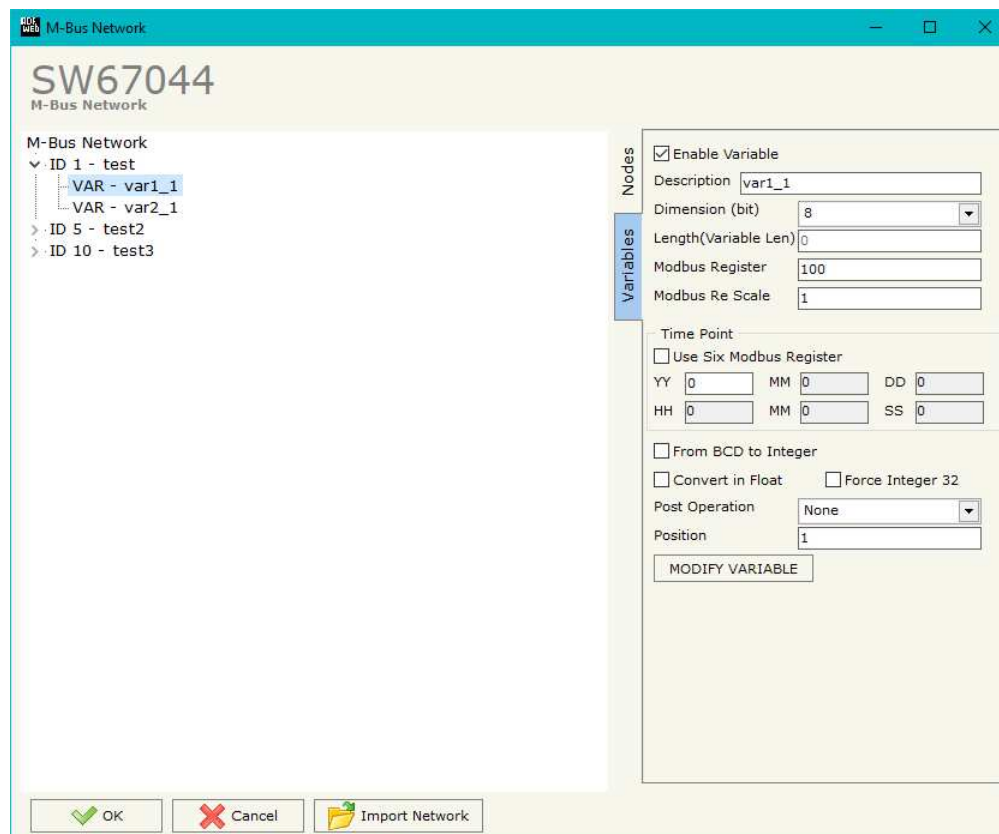 ADF
WEB
M-Bus Network
SW67044
M-Bus Network
M-Bus Network
ID 1 - test
VAR - var1_1
VAR - var2_1
ID 5 - test2
ID 10 - test3
Nodes
Variables
Enable Variable
Description var1_1
Dimension (bit) 8
Length(Variable Len) 0
Modbus Register 100
Modbus Re Scale 1
Time Point
Use Six Modbus Register
YY 0 MM 0 DD 0
HH 0 MM 0 SS 0
From BCD to Integer
Convert in Float Force Integer 32
Post Operation None
Position 1
MODIFY VARIABLE
OK Cancel Import Network